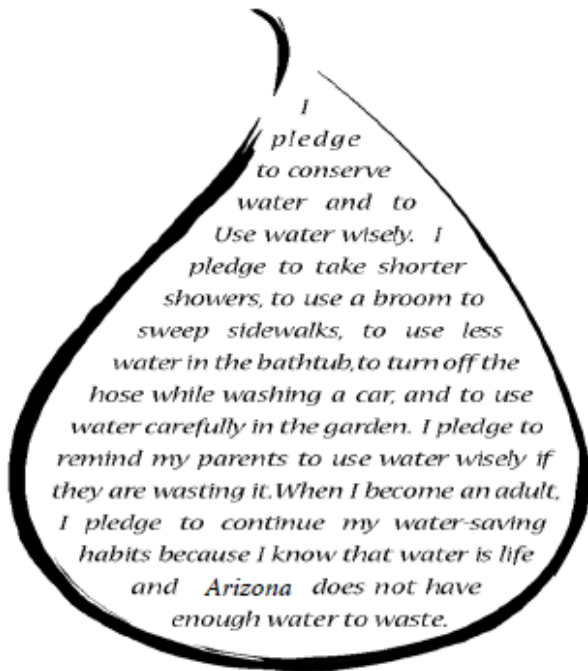 I
pledge
to conserve
water and to
Use water wisely. I
pledge to take shorter
showers, to use a broom to
sweep sidewalks, to use less
water in the bathtub,to turn off the
hose while washing a car, and to use
water carefully in the garden. I pledge to
remind my parents to use water wisely if
they are wasting it.When I become an adult,
I pledge to continue my water-saving
habits because I know that water is life
and Arizona does not have
enough water to waste.